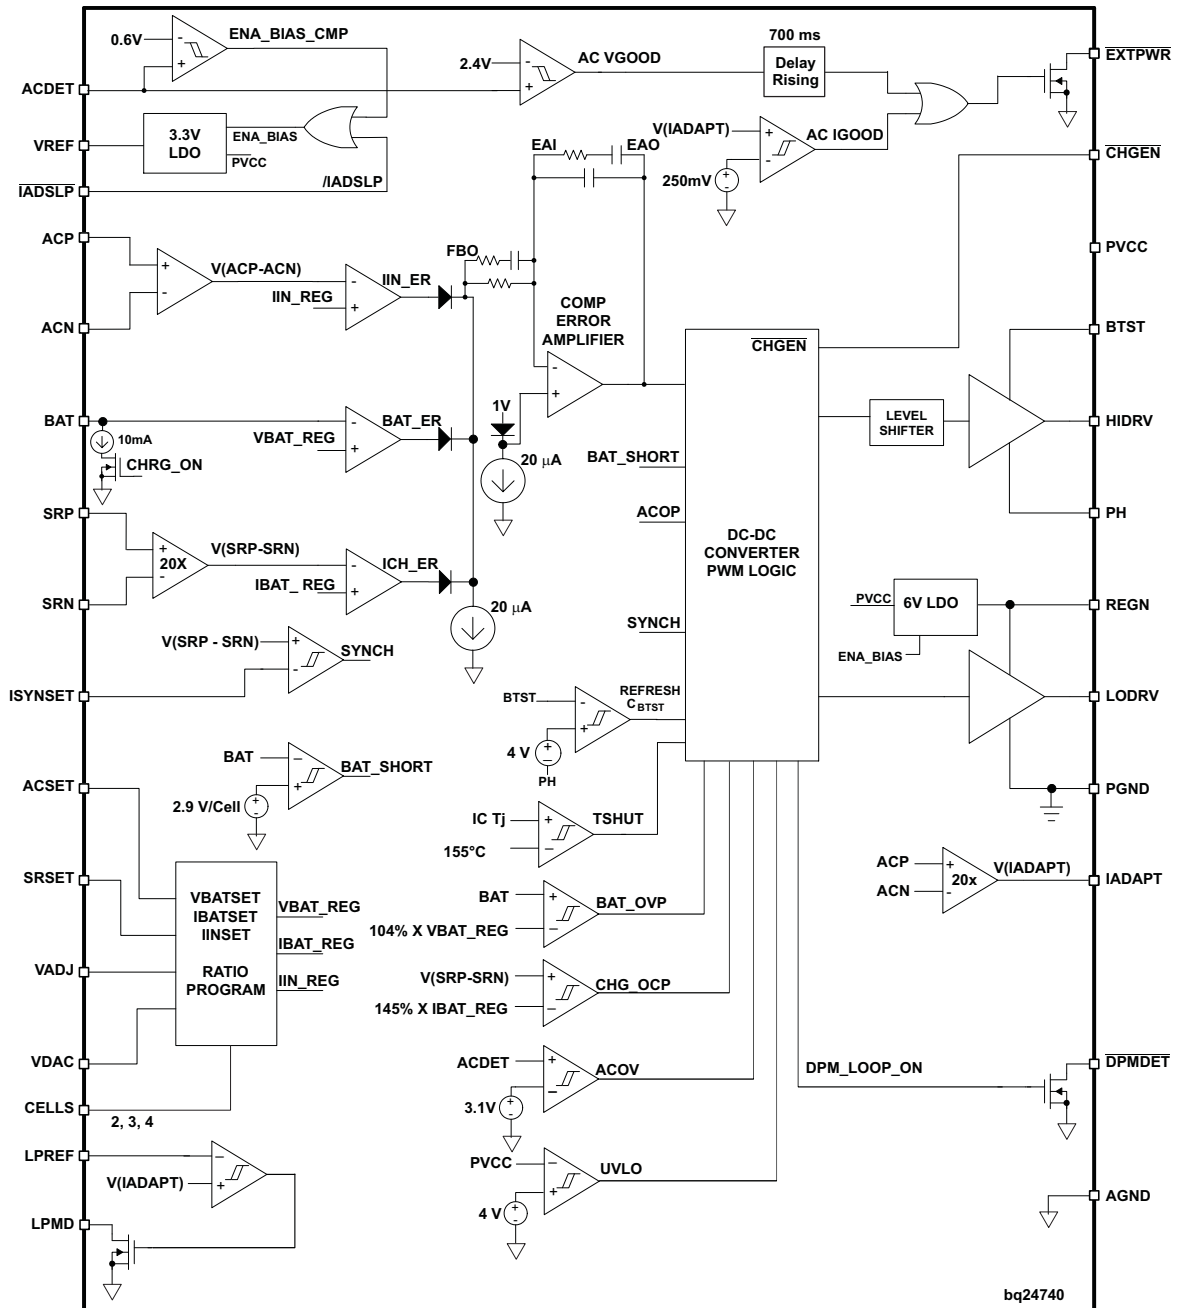 0.6V
ENA_BIAS_CMP
ACDET
VREF
3.3V
LDO
ENA_BIAS
PVCC
IADSLP
/IADSLP
2.4V
AC VGOOD
700 ms
Delay
Rising
EXTPWR
V(IADAPT)
AC IGOOD
250mV
CHGEN
EAI
EAO
PVCC
ACP
V(ACP-ACN)
ACN
IIN_REG
IIN_ER
FBO
COMP
ERROR
AMPLIFIER
CHGEN
BTST
BAT
10mA
CHRG_ON
VBAT_REG
BAT_ER
1V
20 μA
BAT_SHORT
ACOP
LEVEL
SHIFTER
HIDRV
PH
DC-DC
CONVERTER
PWM LOGIC
SRP
20X
V(SRP-SRN)
SRN
IBAT_ REG
ICH_ER
20 μA
SYNCH
PVCC
6V LDO
ENA_BIAS
REGN
V(SRP - SRN)
SYNCH
ISYNSET
LODRV
BTST
REFRESH
CBTST
4 V
PH
PGND
BAT
BAT_SHORT
2.9 V/Cell
ACSET
IC Tj
TSHUT
155°C
SRSET
VBATSET
IBATSET
IINSET
RATIO
PROGRAM
VBAT_REG
IBAT_REG
IIN_REG
VADJ
VDAC
CELLS
2, 3, 4
BAT
BAT_OVP
104% X VBAT_REG
V(SRP-SRN)
CHG_OCP
145% X IBAT_REG
ACP
ACN
20x
V(IADAPT)
IADAPT
ACDET
ACOV
3.1V
DPM_LOOP_ON
DPMDET
LPREF
V(IADAPT)
LPMD
PVCC
UVLO
4 V
AGND
bq24740